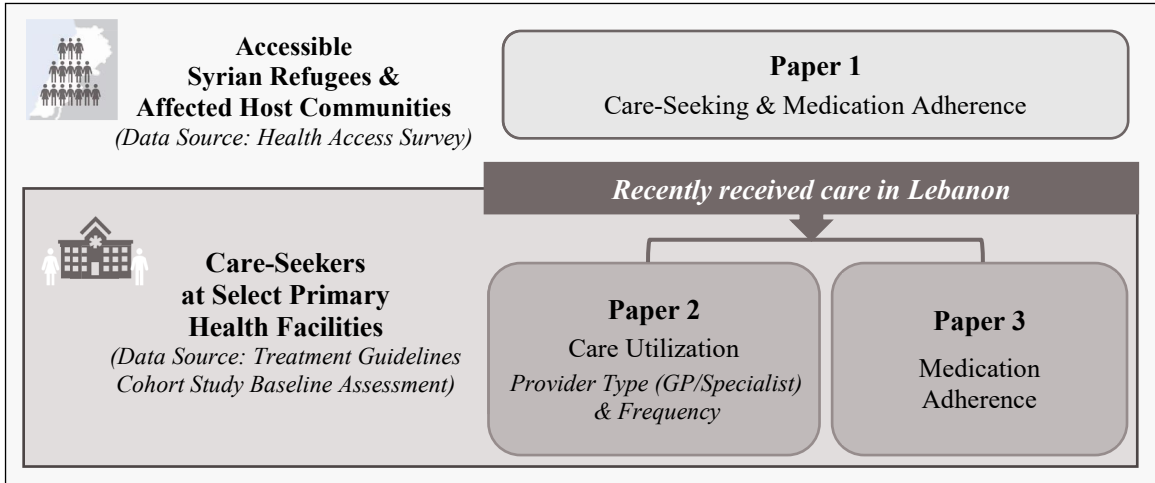 Accessible
Syrian Refugees &
Affected Host Communities
(Data Source: Health Access Survey)
Paper 1
Care-Seeking & Medication Adherence
Recently received care in Lebanon
Care-Seekers
at Select Primary
Health Facilities
(Data Source: Treatment Guidelines
Cohort Study Baseline Assessment)
Paper 2
Care Utilization
Provider Type (GP/Specialist)
& Frequency
Paper 3
Medication
Adherence